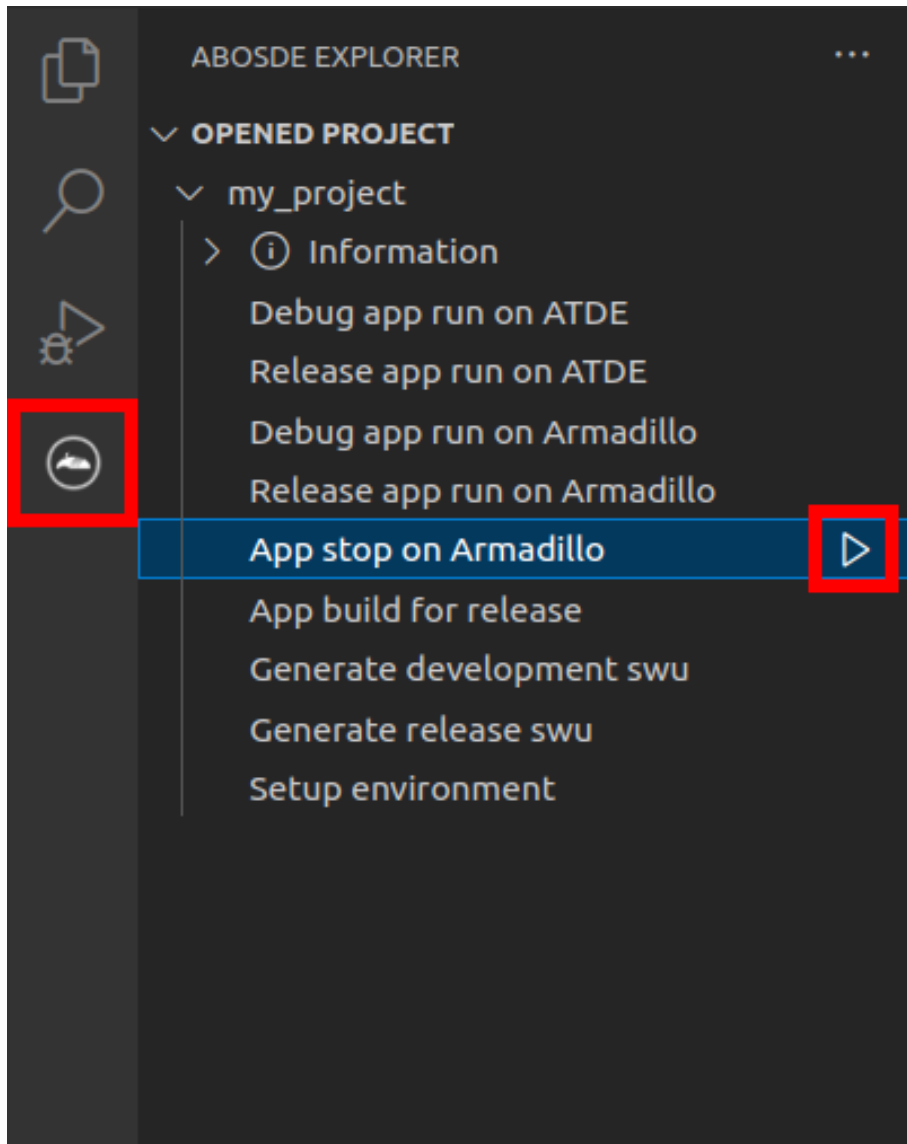 ABOSDE EXPLORER
OPENED PROJECT
my_project
Information
Debug app run on ATDE
Release app run on ATDE
Debug app run on Armadillo
Release app run on Armadillo
App stop on Armadillo
App build for release
Generate development swu
Generate release swu
Setup environment